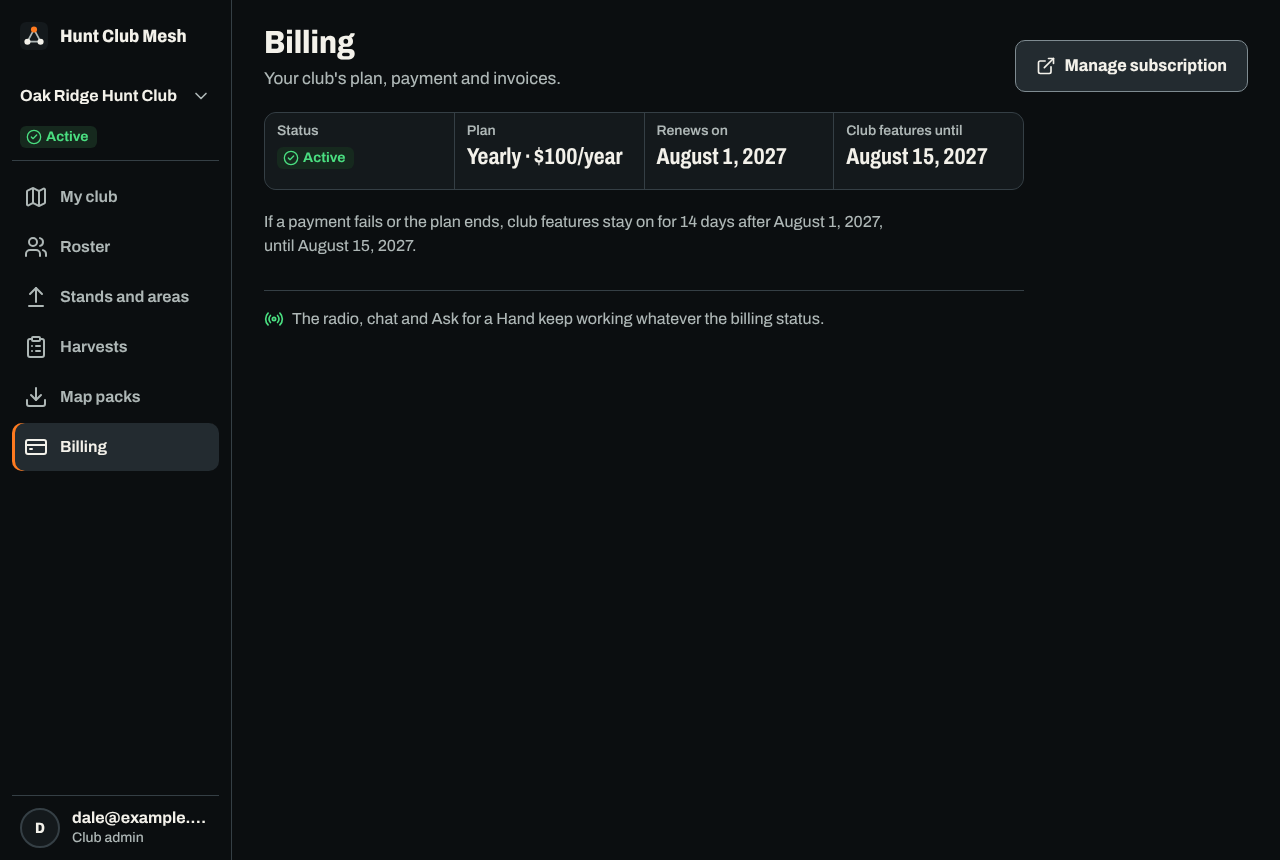 Hunt Club Mesh
Oak Ridge Hunt Club
Active
My club
Roster
Stands and areas
Harvests
Map packs
Billing
D
dale@example....
Club admin
Billing
Your club's plan, payment and invoices.
Manage subscription
Status
Active
Plan
Yearly · $100/year
Renews on
August 1, 2027
Club features until
August 15, 2027
If a payment fails or the plan ends, club features stay on for 14 days after August 1, 2027,
until August 15, 2027.
The radio, chat and Ask for a Hand keep working whatever the billing status.